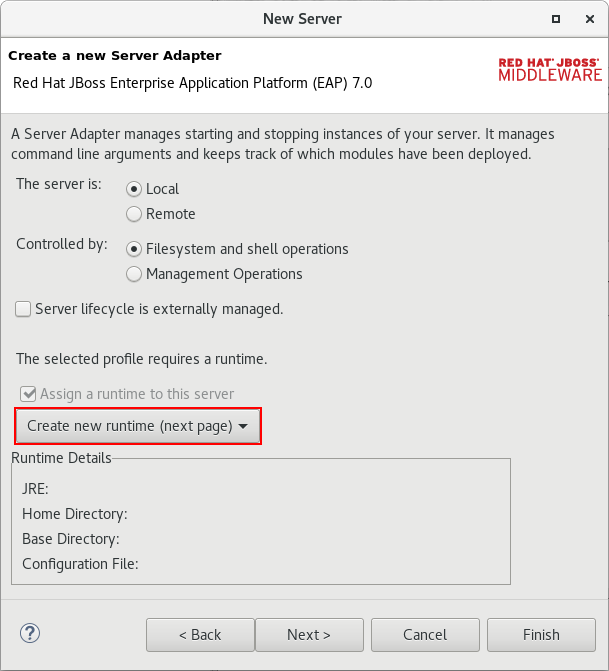 New Server
Create a new Server Adapter
Red Hat JBoss Enterprise Application Platform (EAP) 7.0
RED HAT JBOSS
MIDDLEWARE
A Server Adapter manages starting and stopping instances of your server. It manages
command line arguments and keeps track of which modules have been deployed.
The server is:
Local
Remote
Controlled by:
Filesystem and shell operations
Management Operations
Server lifecycle is externally managed.
The selected profile requires a runtime.
Assign a runtime to this server
Create new runtime (next page)
Runtime Details
JRE:
Home Directory:
Base Directory:
Configuration File:
?
< Back
Next >
Cancel
Finish